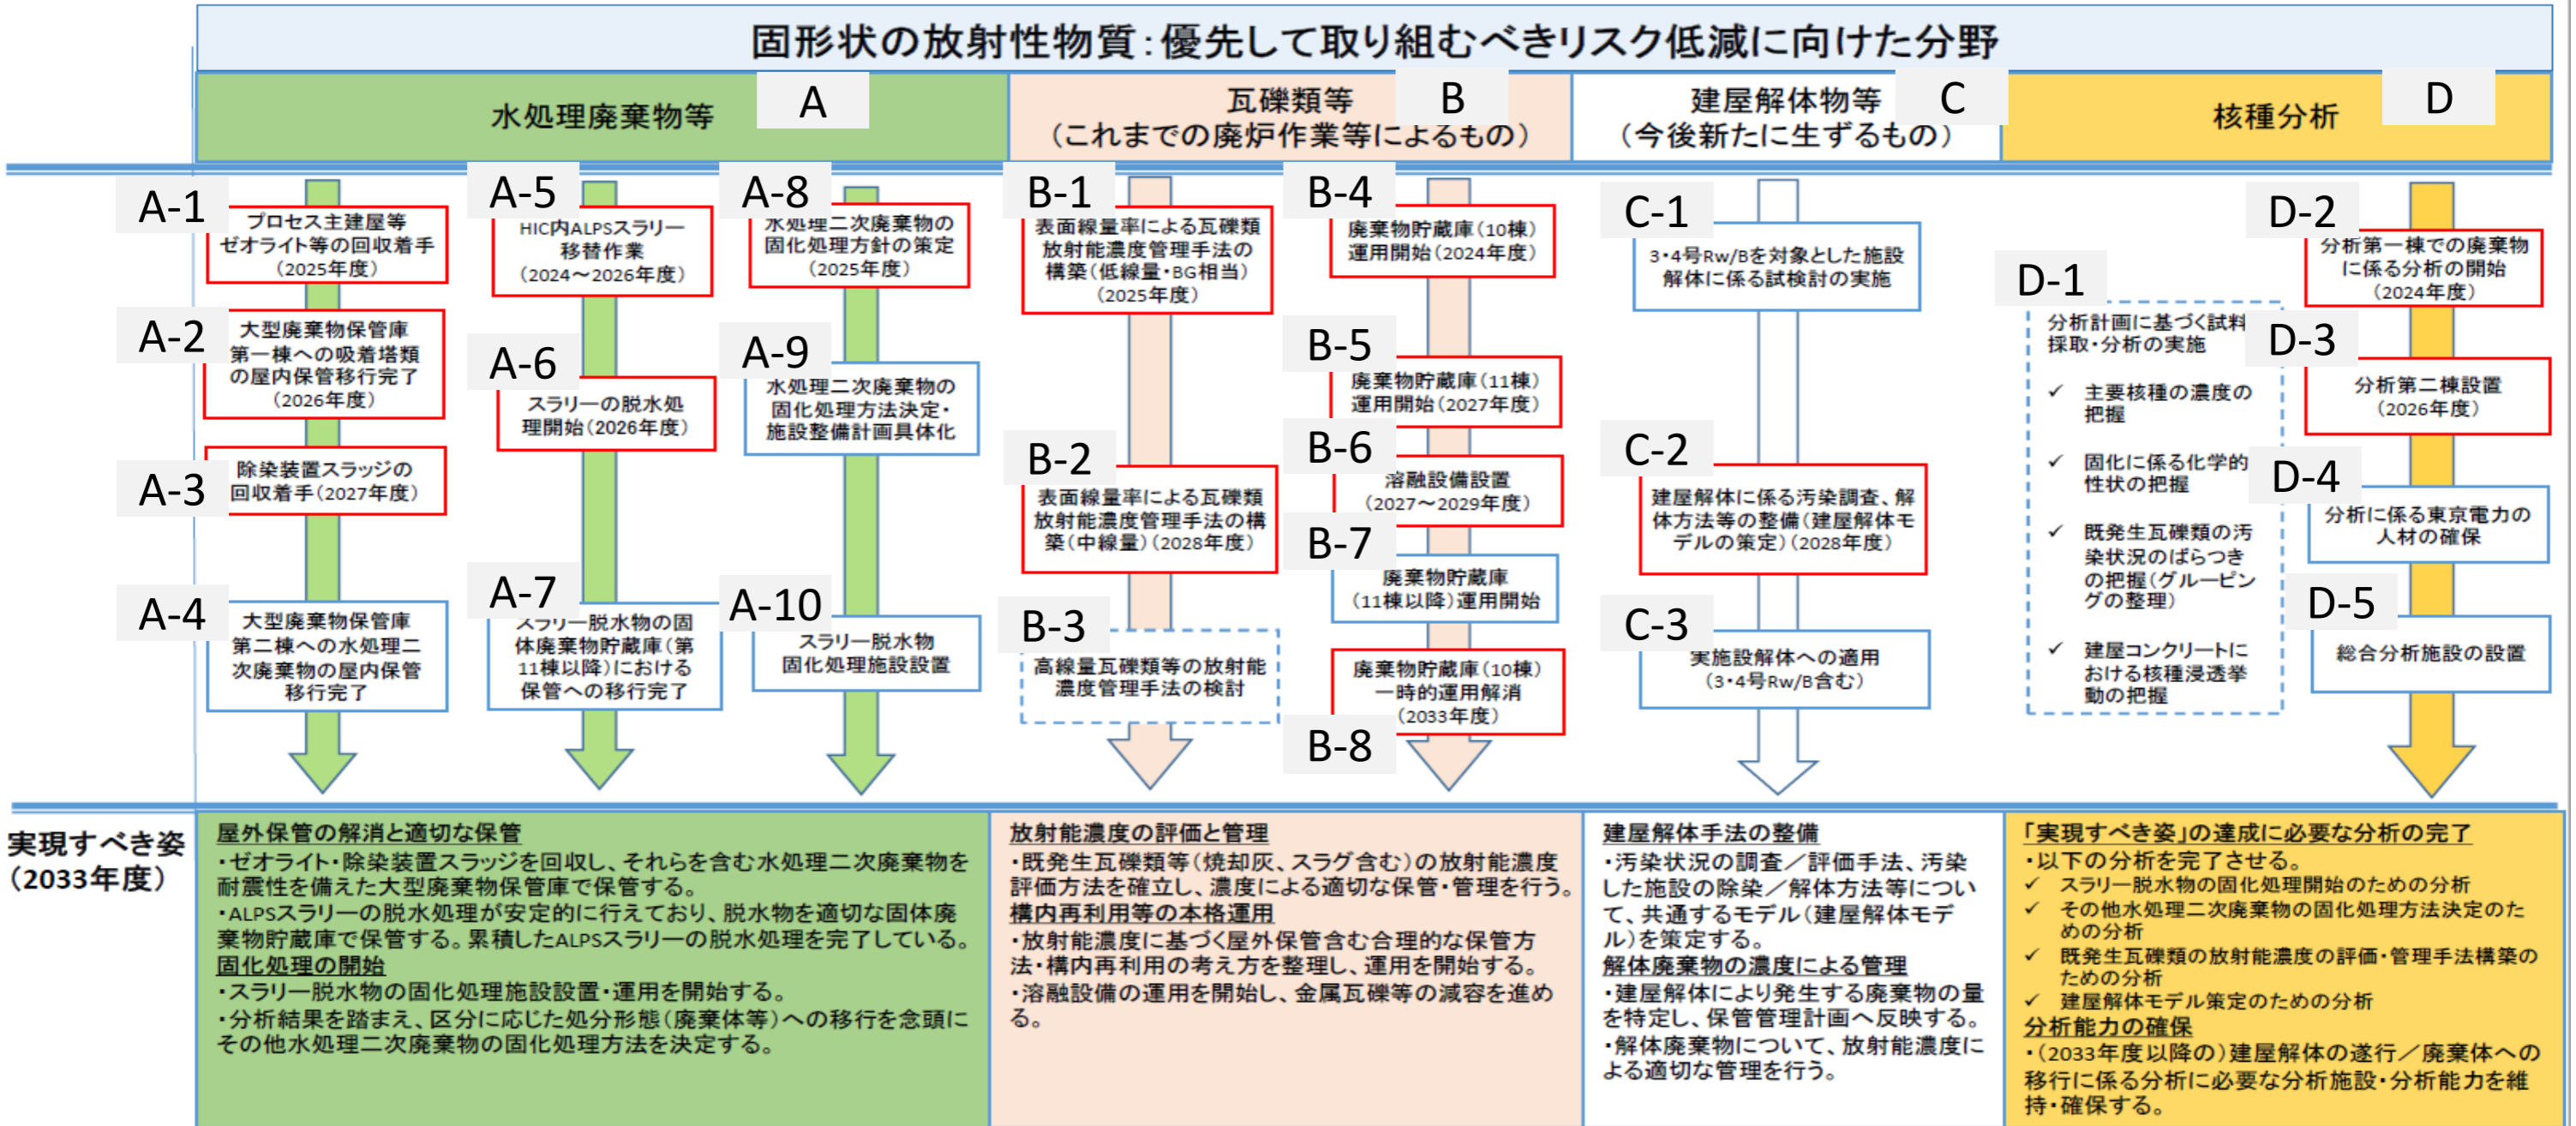 固形状の放射性物質：優先して取り組むべきリスク低減に向けた分野
水処理廃棄物等
A
瓦礫類等
（これまでの廃炉作業等によるもの）
B
建屋解体物等
（今後新たに生ずるもの）
C
核種分析
D
A-1
プロセス主建屋等
ゼオライト等の回収着手
（2025年度）
A-2
大型廃棄物保管庫
第一棟への吸着塔類
の屋内保管移行完了
（2026年度）
A-3
除染装置スラッジの
回収着手（2027年度）
A-4
大型廃棄物保管庫
第二棟への水処理二
次廃棄物の屋内保管
移行完了
A-5
HIC内ALPSスラリー
移替作業
（2024～2026年度）
A-6
スラリーの脱水処
理開始（2026年度）
A-7
スラリー脱水物の固
体廃棄物貯蔵庫（第
11棟以降）における
保管への移行完了
A-8
水処理二次廃棄物の
固化処理方針の策定
（2025年度）
A-9
水処理二次廃棄物の
固化処理方法決定・
施設整備計画具体化
A-10
スラリー脱水物
固化処理施設設置
B-1
表面線量率による瓦礫類
放射能濃度管理手法の
構築（低線量・BG相当）
（2025年度）
B-2
表面線量率による瓦礫類
放射能濃度管理手法の構
築（中線量）（2028年度）
B-3
高線量瓦礫類等の放射能
濃度管理手法の検討
B-4
廃棄物貯蔵庫（10棟）
運用開始（2024年度）
B-5
廃棄物貯蔵庫（11棟）
運用開始（2027年度）
B-6
溶融設備設置
（2027～2029年度）
B-7
廃棄物貯蔵庫
（11棟以降）運用開始
廃棄物貯蔵庫（10棟）
一時的運用解消
（2033年度）
B-8
C-1
3・4号Rw/Bを対象とした施設
解体に係る試検討の実施
C-2
建屋解体に係る汚染調査、解
体方法等の整備（建屋解体モ
デルの策定）（2028年度）
C-3
実施設解体への適用
（3・4号Rw/B含む）
D-1
分析計画に基づく試料
採取・分析の実施
✓ 主要核種の濃度の
把握
✓ 固化に係る化学的
性状の把握
✓ 既発生瓦礫類の汚
染状況のばらつき
の把握（グルーピン
グの整理）
✓ 建屋コンクリートに
おける核種浸透挙
動の把握
D-2
分析第一棟での廃棄物
に係る分析の開始
（2024年度）
D-3
分析第二棟設置
（2026年度）
D-4
分析に係る東京電力の
人材の確保
D-5
総合分析施設の設置
実現すべき姿
（2033年度）
屋外保管の解消と適切な保管
・ゼオライト・除染装置スラッジを回収し、それらを含む水処理二次廃棄物を
耐震性を備えた大型廃棄物保管庫で保管する。
・ALPSスラリーの脱水処理が安定的に行えており、脱水物を適切な固体廃
棄物貯蔵庫で保管する。累積したALPSスラリーの脱水処理を完了している。
固化処理の開始
・スラリー脱水物の固化処理施設設置・運用を開始する。
・分析結果を踏まえ、区分に応じた処分形態（廃棄体等）への移行を念頭に
その他水処理二次廃棄物の固化処理方法を決定する。
放射能濃度の評価と管理
・既発生瓦礫類等（焼却灰、スラグ含む）の放射能濃度
評価方法を確立し、濃度による適切な保管・管理を行う。
構内再利用等の本格運用
・放射能濃度に基づく屋外保管含む合理的な保管方
法・構内再利用の考え方を整理し、運用を開始する。
・溶融設備の運用を開始し、金属瓦礫等の減容を進め
る。
建屋解体手法の整備
・汚染状況の調査／評価手法、汚染
した施設の除染／解体方法等につい
て、共通するモデル（建屋解体モデ
ル）を策定する。
解体廃棄物の濃度による管理
・建屋解体により発生する廃棄物の量
を特定し、保管管理計画へ反映する。
・解体廃棄物について、放射能濃度に
よる適切な管理を行う。
「実現すべき姿」の達成に必要な分析の完了
・以下の分析を完了させる。
✓ スラリー脱水物の固化処理開始のための分析
✓ その他水処理二次廃棄物の固化処理方法決定のた
めの分析
✓ 既発生瓦礫類の放射能濃度の評価・管理手法構築の
ための分析
✓ 建屋解体モデル策定のための分析
分析能力の確保
・（2033年度以降の）建屋解体の遂行／廃棄体への
移行に係る分析に必要な分析施設・分析能力を維
持・確保する。